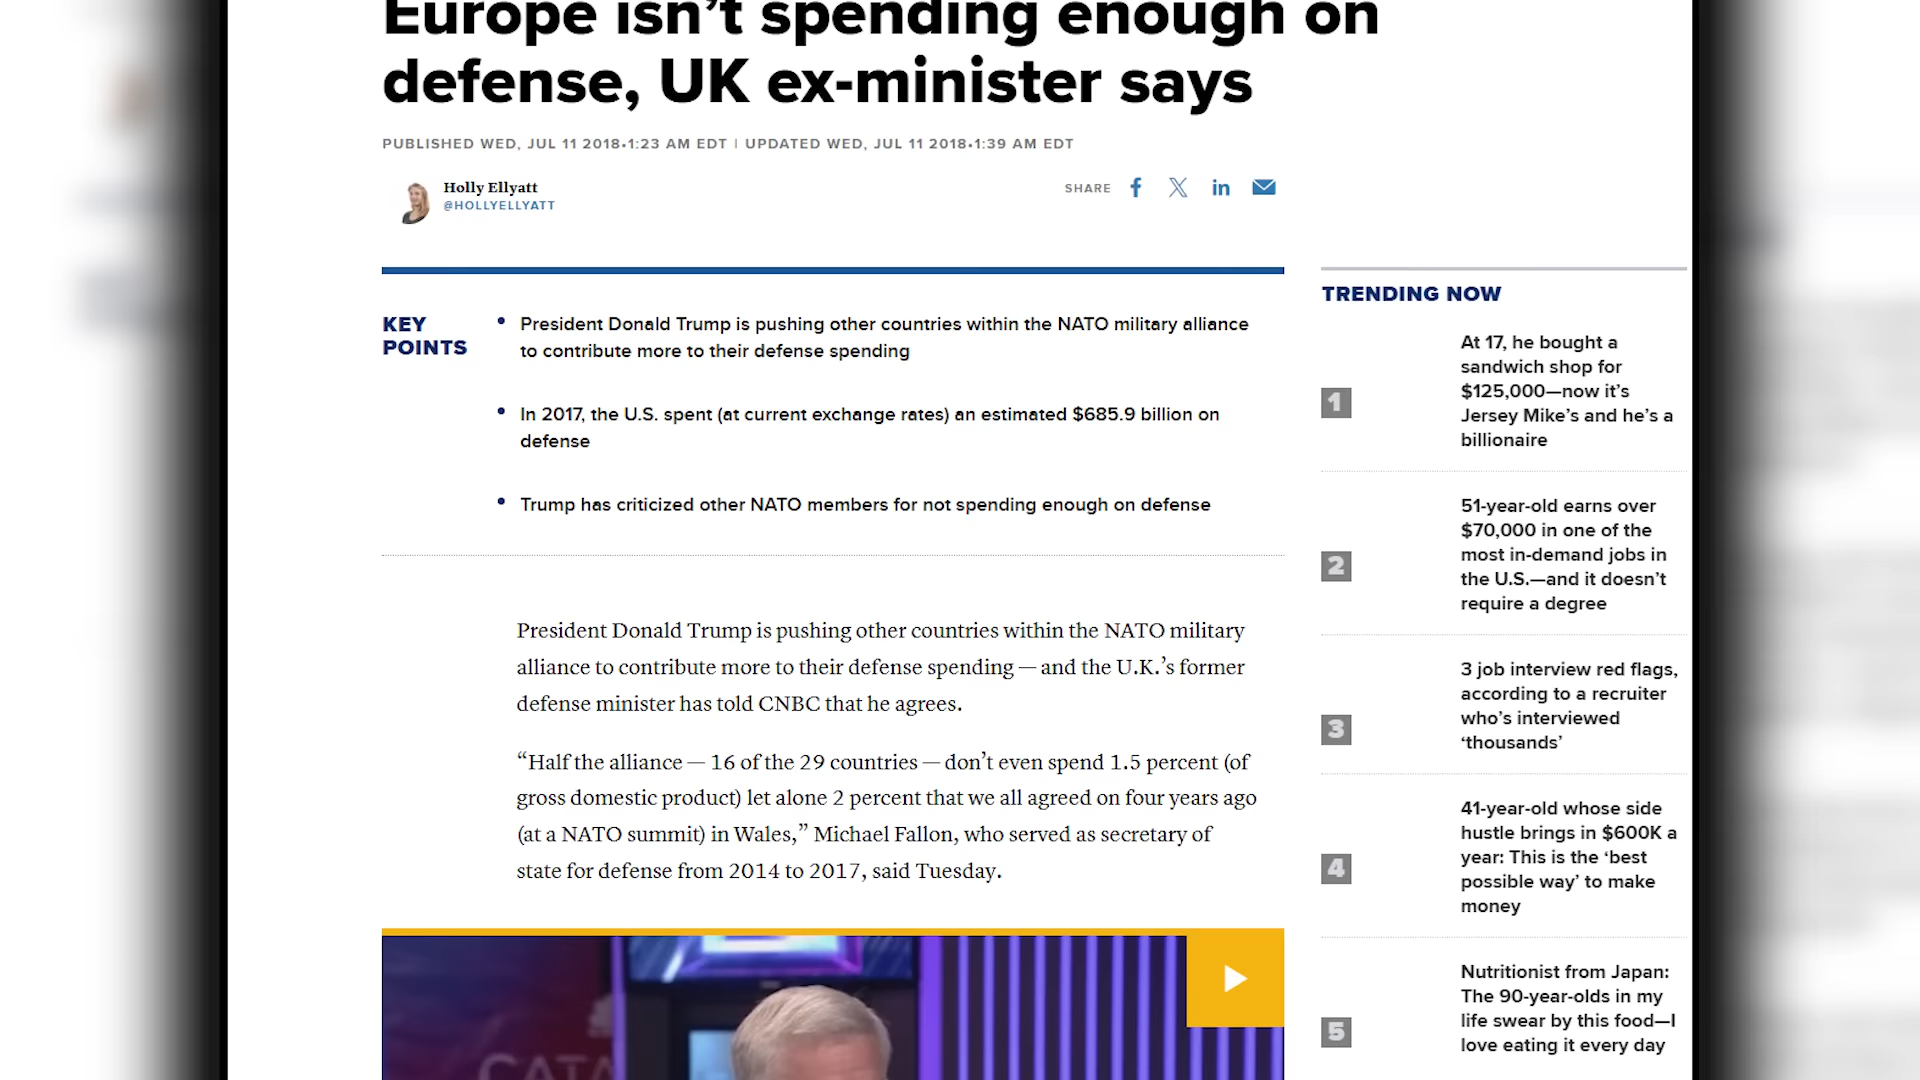 Europe isn’t spending enough on
defense, UK ex-minister says
PUBLISHED WED, JUL 11 2018•1:23 AM EDT | UPDATED WED, JUL 11 2018•1:39 AM EDT
Holly Ellyatt
@HOLLYELLYATT
SHARE
KEY
POINTS
President Donald Trump is pushing other countries within the NATO military alliance
to contribute more to their defense spending
In 2017, the U.S. spent (at current exchange rates) an estimated $685.9 billion on
defense
Trump has criticized other NATO members for not spending enough on defense
President Donald Trump is pushing other countries within the NATO military
alliance to contribute more to their defense spending — and the U.K.’s former
defense minister has told CNBC that he agrees.
“Half the alliance — 16 of the 29 countries — don’t even spend 1.5 percent (of
gross domestic product) let alone 2 percent that we all agreed on four years ago
(at a NATO summit) in Wales,” Michael Fallon, who served as secretary of
state for defense from 2014 to 2017, said Tuesday.
CATA
TRENDING NOW
1
At 17, he bought a
sandwich shop for
$125,000—now it’s
Jersey Mike’s and he’s a
billionaire
2
51-year-old earns over
$70,000 in one of the
most in-demand jobs in
the U.S.—and it doesn’t
require a degree
3
3 job interview red flags,
according to a recruiter
who’s interviewed
‘thousands’
4
41-year-old whose side
hustle brings in $600K a
year: This is the ‘best
possible way’ to make
money
5
Nutritionist from Japan:
The 90-year-olds in my
life swear by this food—I
love eating it every day